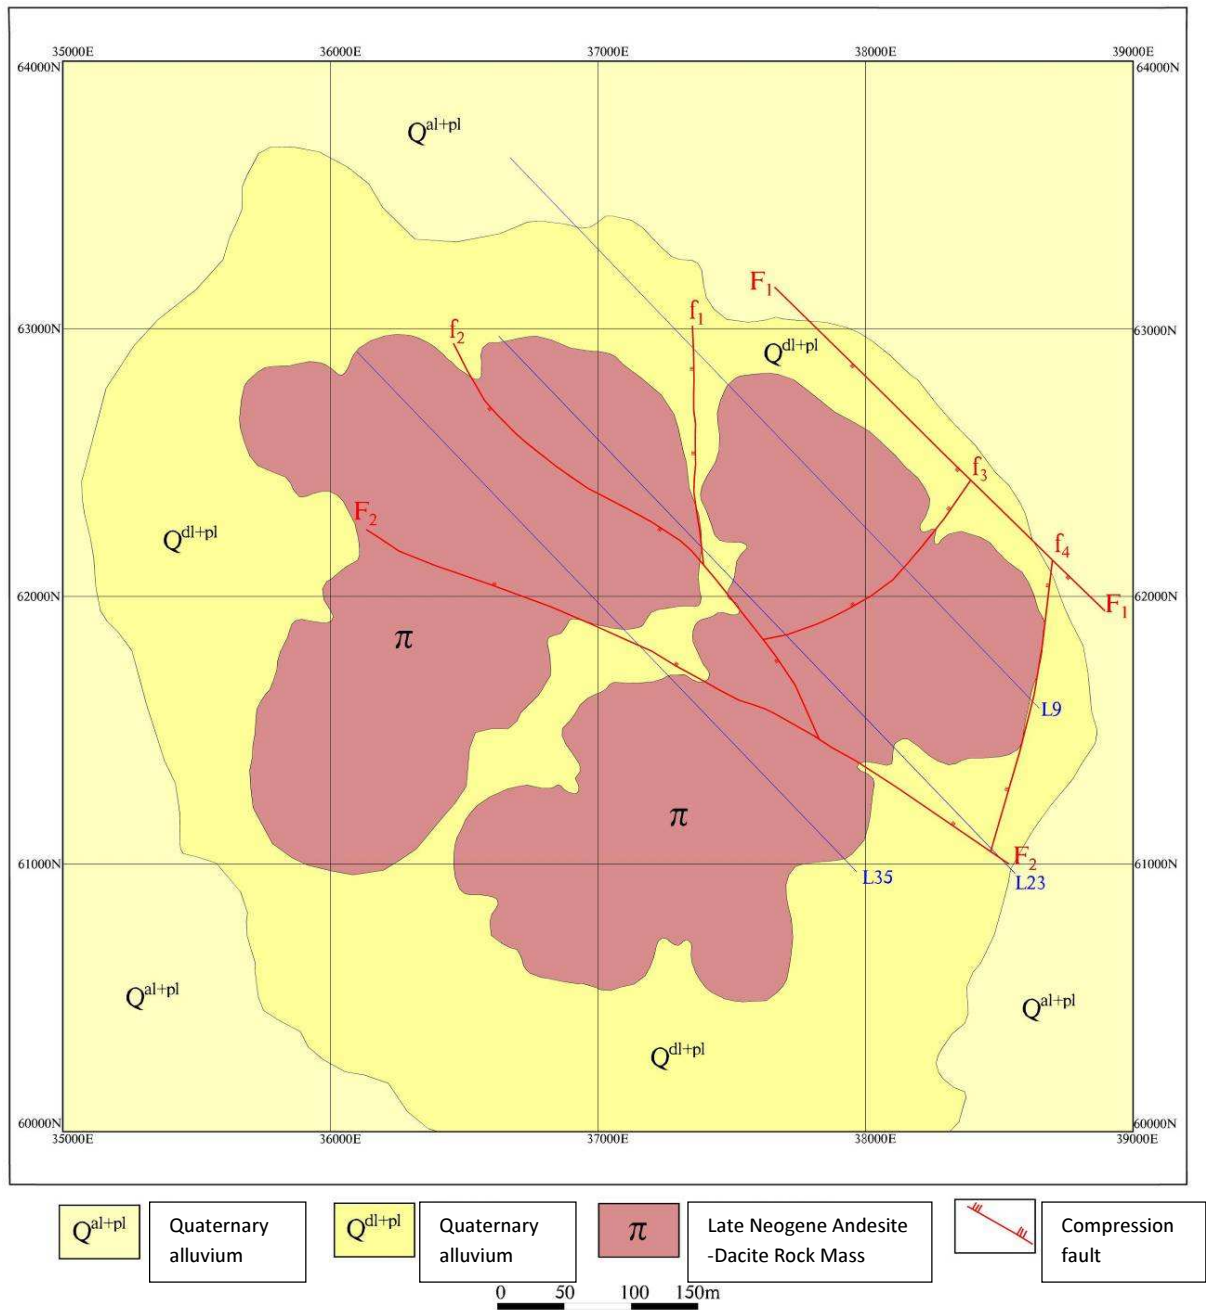 35000E 36000E 37000E 38000E 39000E
64000N 64000N
Qal+pl
F1
f1
f2
63000N 63000N
Qdl+pl
f3
F2
Qdl+pl
f4
62000N 62000N
F1
π
L9
π
F2
61000N 61000N
L35
L23
Qal+pl
Qal+pl
Qdl+pl
60000N 60000N
35000E 36000E 37000E 38000E 39000E
Qal+pl
Quaternary
alluvium
Qdl+pl
Quaternary
alluvium
π
Late Neogene Andesite
-Dacite Rock Mass
Compression
fault
0 50 100 150m